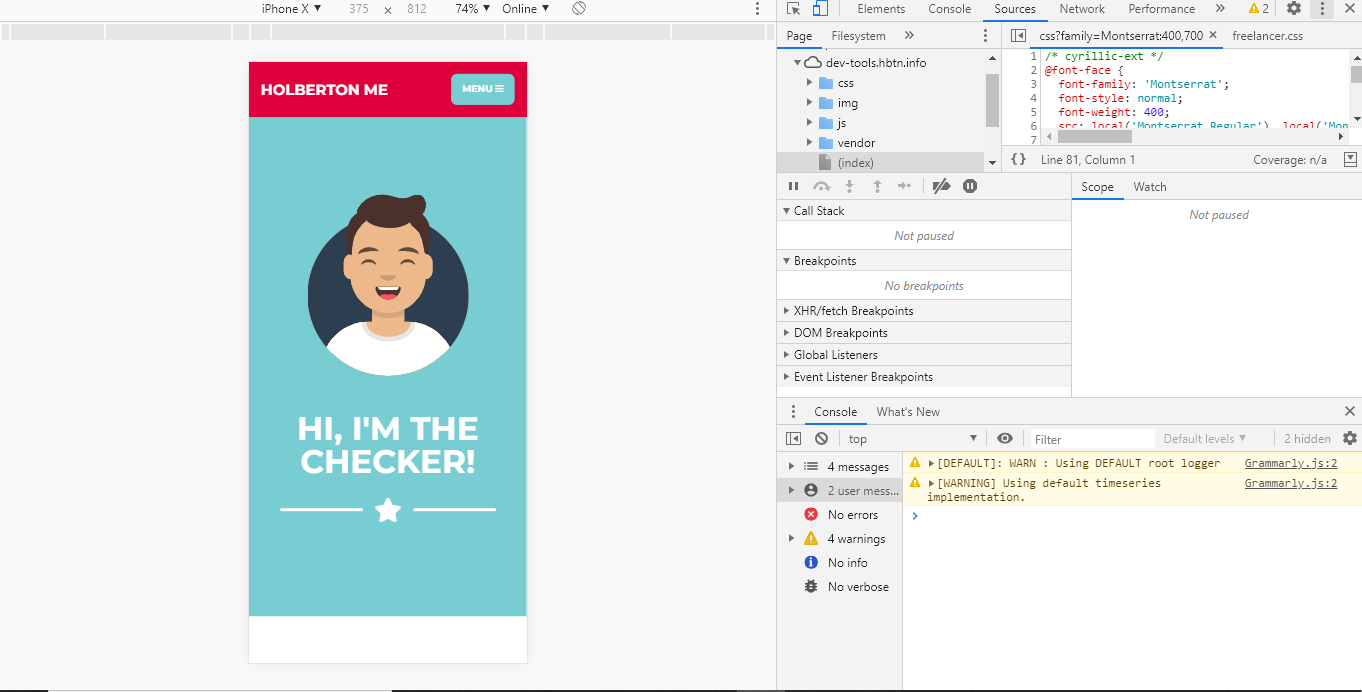 iPhone X ▼ 375 × 812 74% ▼ Online ▼
HOLBERTON ME
MENU
HI, I'M THE
CHECKER!
Elements Console Sources Network Performance » 2
Page Filesystem »
dev-tools.hbtn.info
css
img
js
vendor
(index)
css?family=Montserrat:400,700 × freelancer.css
1 /* cyrillic-ext */
2 @font-face {
3 font-family: 'Montserrat';
4 font-style: normal;
5 font-weight: 400;
6 src: local('Montserrat Regular'), local('Mon
7
{} Line 81, Column 1 Coverage: n/a
Call Stack
Not paused
Breakpoints
No breakpoints
XHR/fetch Breakpoints
DOM Breakpoints
Global Listeners
Event Listener Breakpoints
Scope Watch
Not paused
Console What's New
top ▼ Filter Default levels ▼ 2 hidden
4 messages
2 user mess...
No errors
4 warnings
No info
No verbose
[DEFAULT]: WARN : Using DEFAULT root logger Grammarly.js:2
[WARNING] Using default timeseries Grammarly.js:2
implementation.